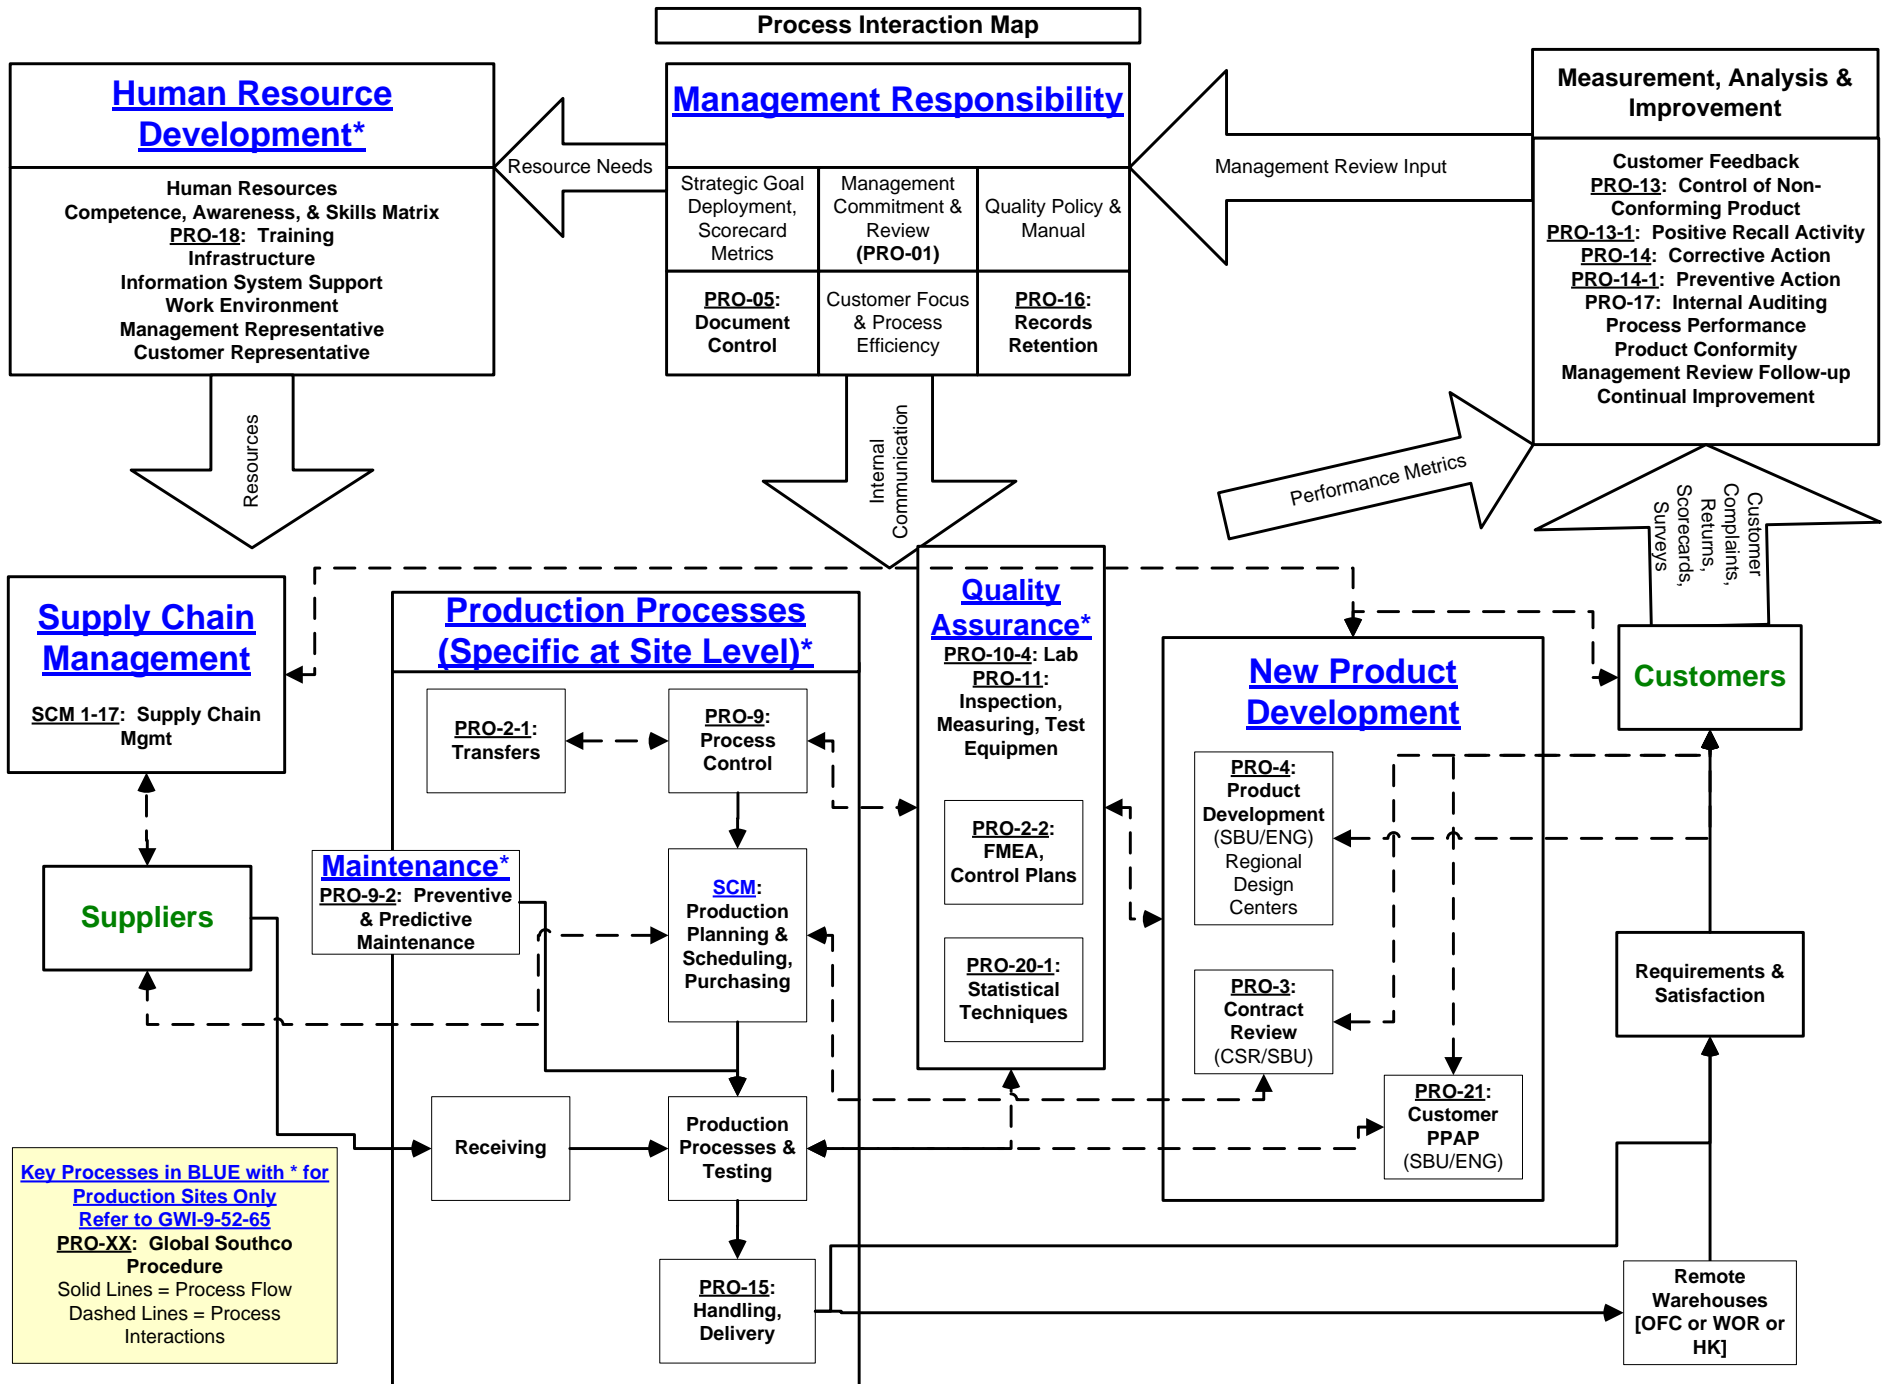 Process Interaction Map
Human Resource
Development*
Human Resources
Competence, Awareness, & Skills Matrix
PRO-18:  Training
Infrastructure
Information System Support
Work Environment
Management Representative
Customer Representative
Resource Needs
Management Responsibility
Strategic Goal
Deployment,
Scorecard
Metrics
Management
Commitment &
Review
(PRO-01)
Quality Policy &
Manual
PRO-05:
Document
Control
Customer Focus
& Process
Efficiency
PRO-16:
Records
Retention
Management Review Input
Measurement, Analysis &
Improvement
Customer Feedback
PRO-13:  Control of Non-
Conforming Product
PRO-13-1:  Positive Recall Activity
PRO-14:  Corrective Action
PRO-14-1:  Preventive Action
PRO-17:  Internal Auditing
Process Performance
Product Conformity
Management Review Follow-up
Continual Improvement
Resources
Internal
Communication
Performance Metrics
Customer
Complaints,
Returns,
Scorecards,
Surveys
Supply Chain
Management
SCM 1-17:  Supply Chain
Mgmt
Suppliers
Production Processes
(Specific at Site Level)*
PRO-2-1:
Transfers
PRO-9:
Process
Control
Maintenance*
PRO-9-2:  Preventive
& Predictive
Maintenance
SCM:
Production
Planning &
Scheduling,
Purchasing
Receiving
Production
Processes &
Testing
PRO-15:
Handling,
Delivery
Quality
Assurance*
PRO-10-4: Lab
PRO-11:
Inspection,
Measuring, Test
Equipmen
PRO-2-2:
FMEA,
Control Plans
PRO-20-1:
Statistical
Techniques
New Product
Development
PRO-4:
Product
Development
(SBU/ENG)
Regional
Design
Centers
PRO-3:
Contract
Review
(CSR/SBU)
PRO-21:
Customer
PPAP
(SBU/ENG)
Customers
Requirements &
Satisfaction
Remote
Warehouses
[OFC or WOR or
HK]
Key Processes in BLUE with * for
Production Sites Only
Refer to GWI-9-52-65
PRO-XX:  Global Southco
Procedure
Solid Lines = Process Flow
Dashed Lines = Process
Interactions